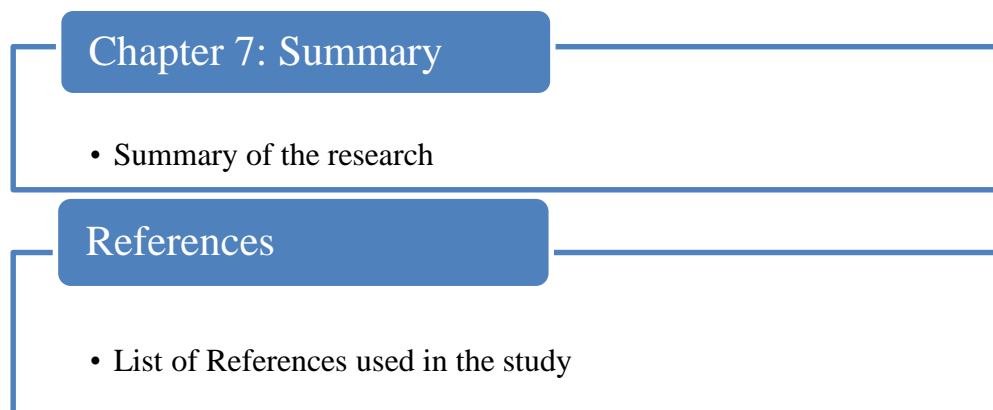 Chapter 7: Summary
• Summary of the research
References
• List of References used in the study